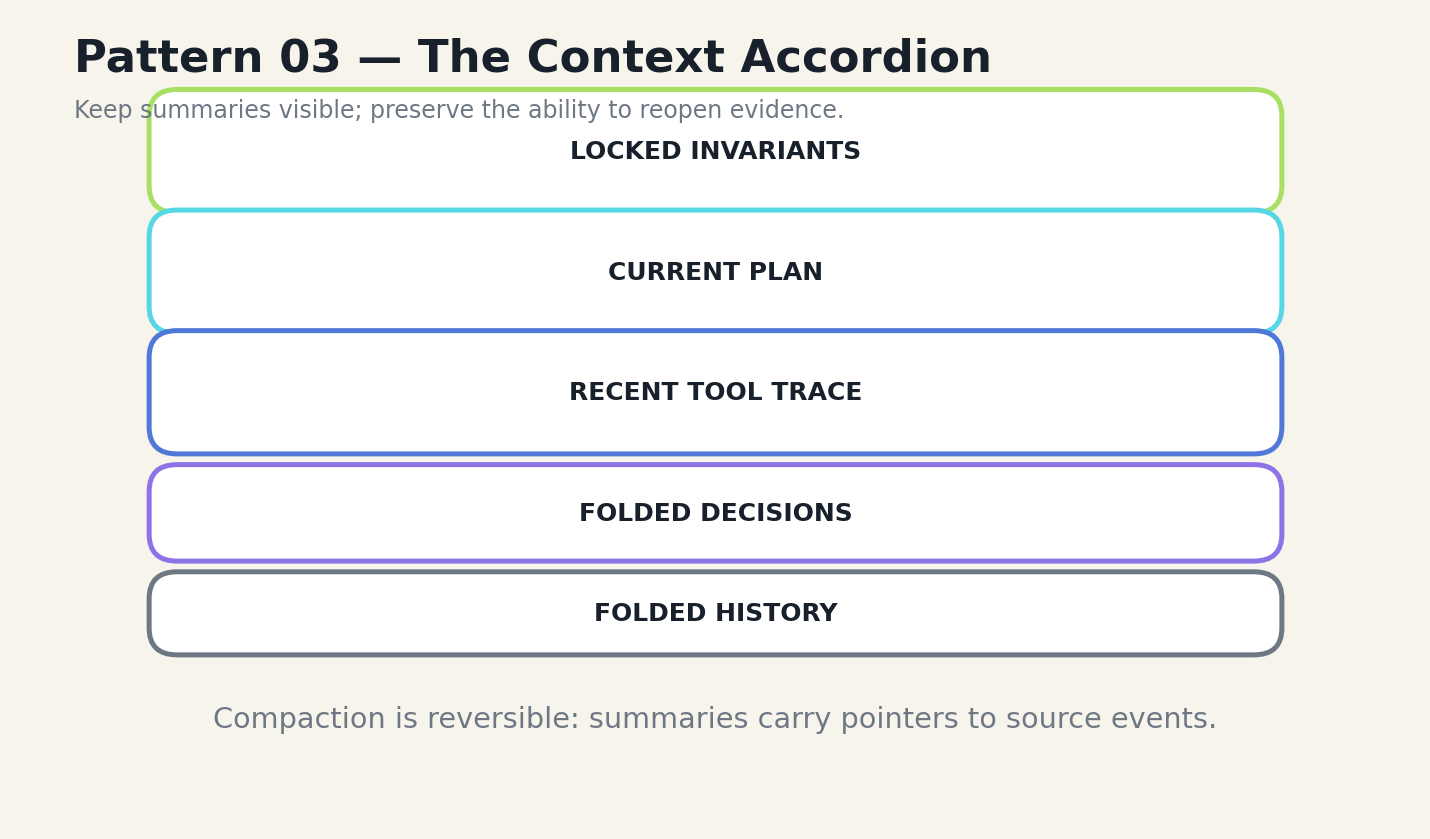 Pattern 03 — The Context Accordion
Keep summaries visible; preserve the ability to reopen evidence.
LOCKED INVARIANTS
CURRENT PLAN
RECENT TOOL TRACE
FOLDED DECISIONS
FOLDED HISTORY
Compaction is reversible: summaries carry pointers to source events.